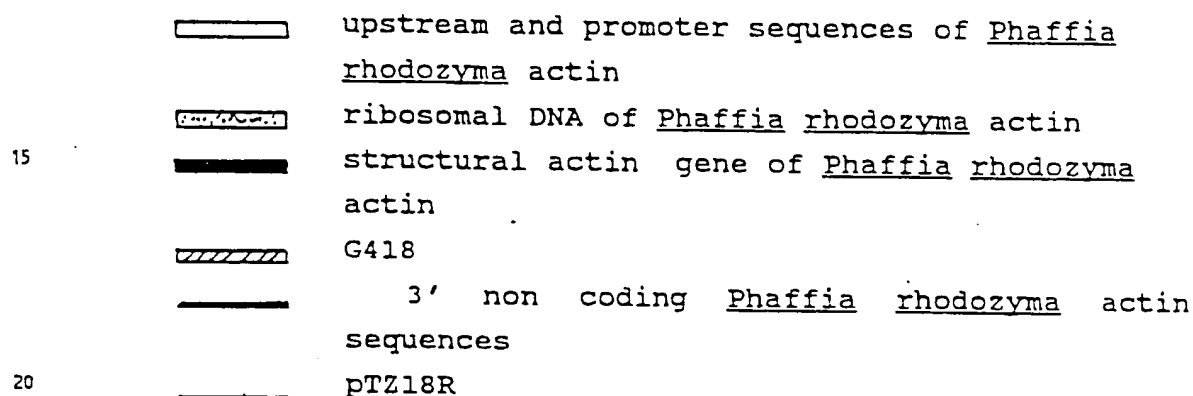 upstream and promoter sequences of Phaffia
rhodozyma actin
ribosomal DNA of Phaffia rhodozyma actin
15 structural actin gene of Phaffia rhodozyma
actin
G418
3' non coding Phaffia rhodozyma actin
sequences
20 pTZ18R